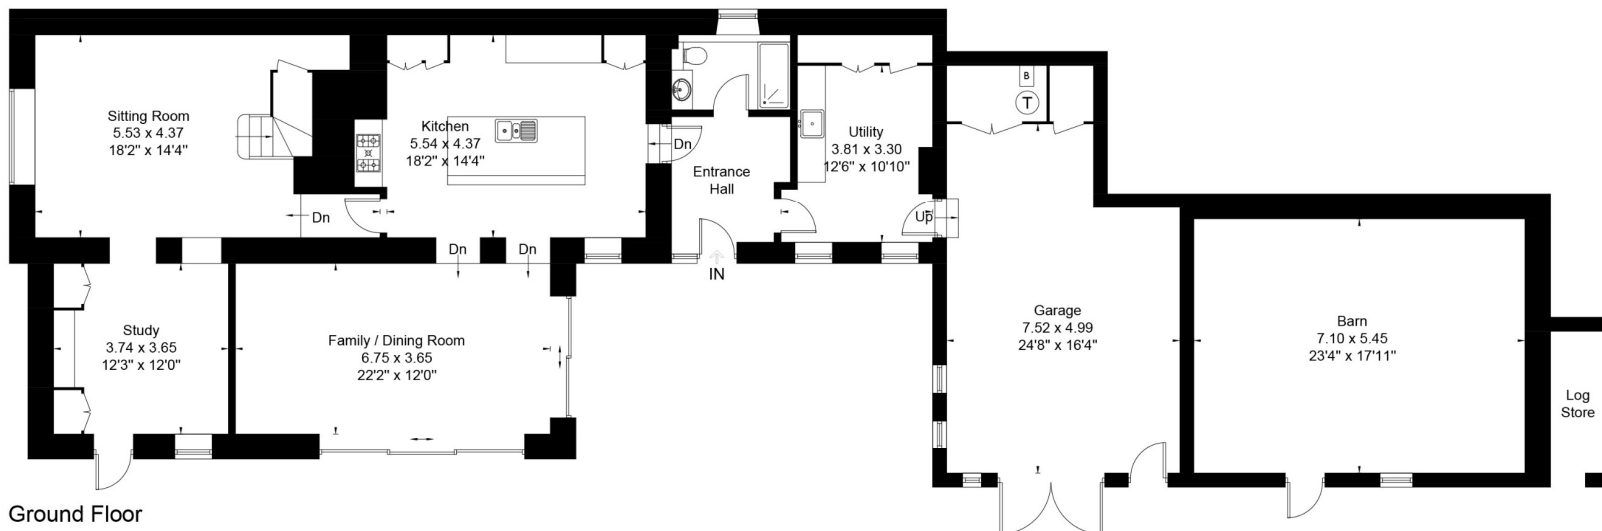 Sitting Room
5.53 x 4.37
18'2" x 14'4"
Kitchen
5.54 x 4.37
18'2" x 14'4"
Dn
Dn
Dn
Dn
Entrance
Hall
IN
Utility
3.81 x 3.30
12'6" x 10'10"
Up
B
T
Study
3.74 x 3.65
12'3" x 12'0"
Family / Dining Room
6.75 x 3.65
22'2" x 12'0"
Garage
7.52 x 4.99
24'8" x 16'4"
Barn
7.10 x 5.45
23'4" x 17'11"
Log
Store
Ground Floor